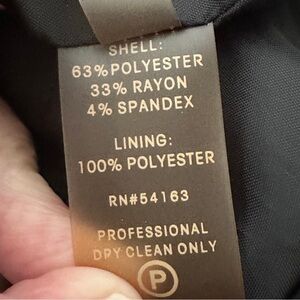 SHELL:
63% POLYESTER
33% RAYON
4% SPANDEX
LINING:
100% POLYESTER
RN#54163
PROFESSIONAL
DRY CLEAN ONLY
P